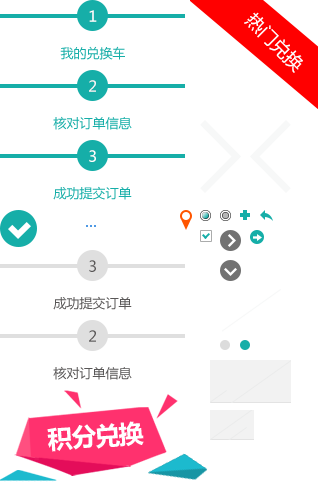 1
热门兑换
我的兑换车
2
核对订单信息
3
成功提交订单
...
3
成功提交订单
2
核对订单信息
积分兑换